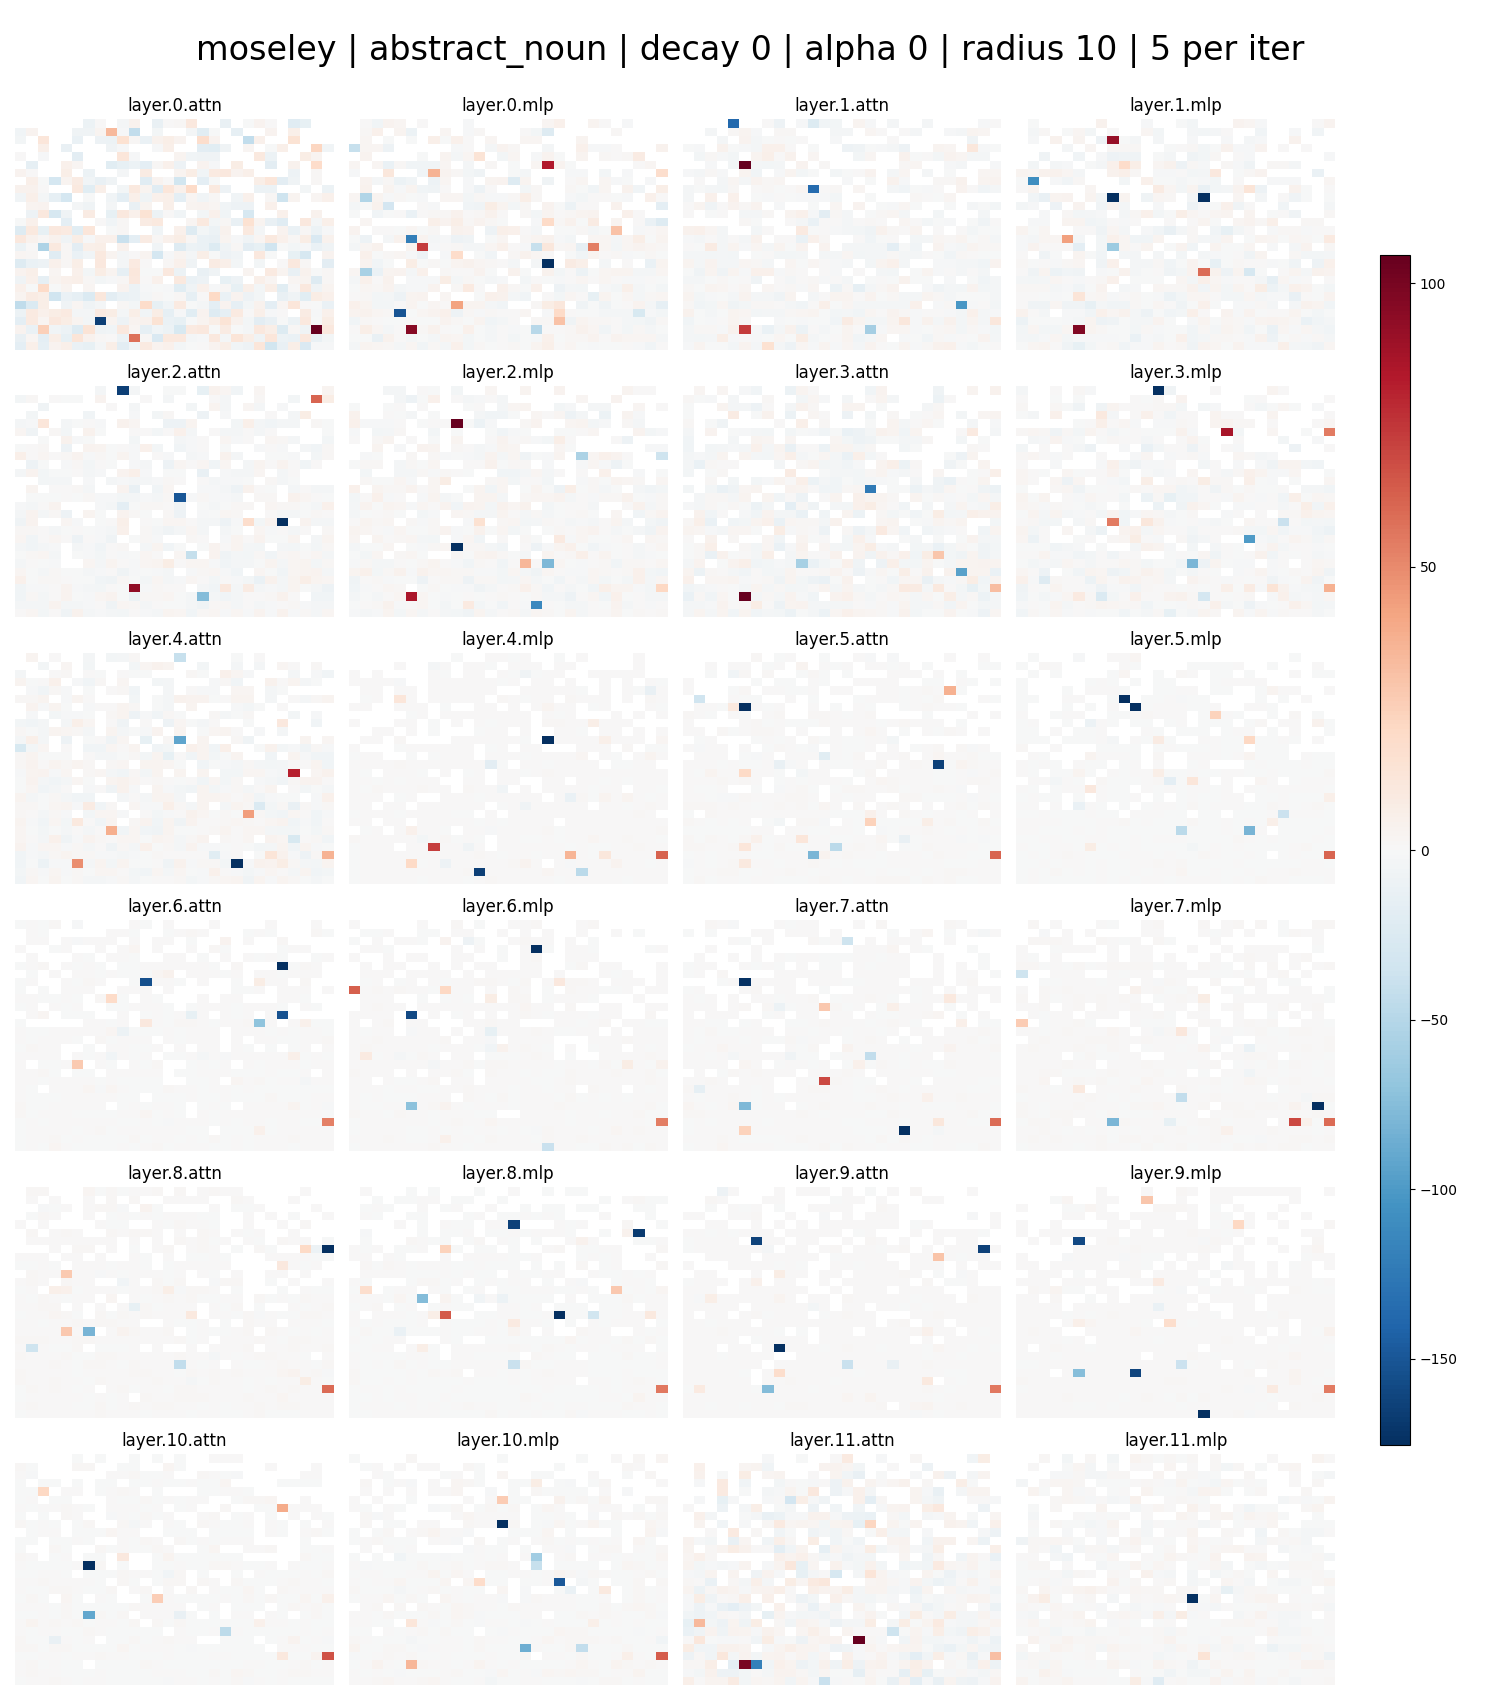 moseley | abstract_noun | decay 0 | alpha 0 | radius 10 | 5 per iter
layer.0.attn
layer.0.mlp
layer.1.attn
layer.1.mlp
layer.2.attn
layer.2.mlp
layer.3.attn
layer.3.mlp
layer.4.attn
layer.4.mlp
layer.5.attn
layer.5.mlp
layer.6.attn
layer.6.mlp
layer.7.attn
layer.7.mlp
layer.8.attn
layer.8.mlp
layer.9.attn
layer.9.mlp
layer.10.attn
layer.10.mlp
layer.11.attn
layer.11.mlp
100
50
0
−50
−100
−150